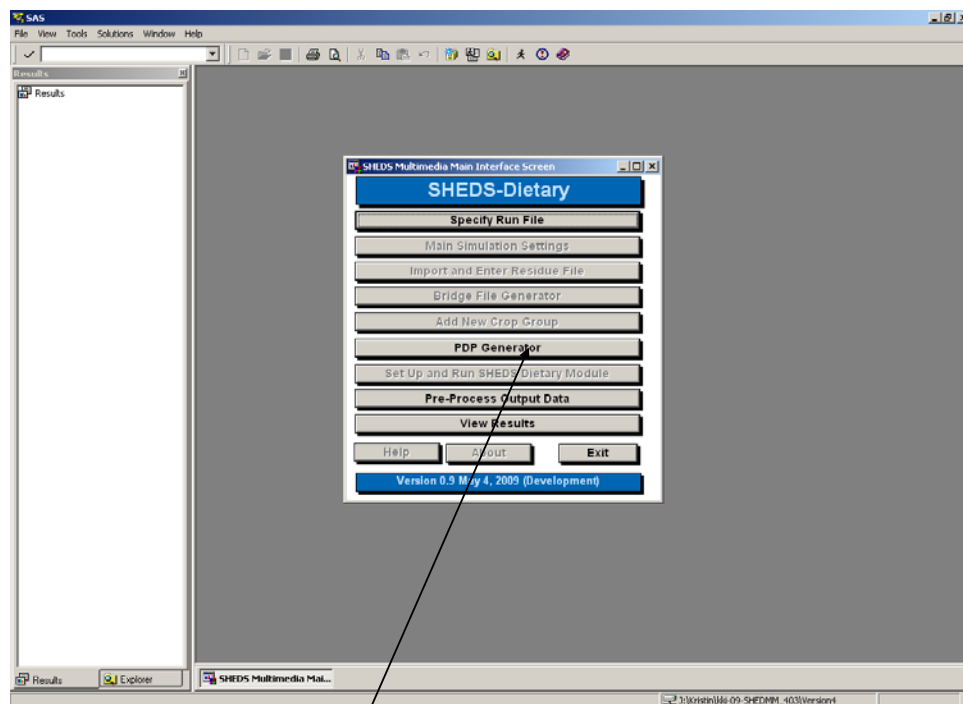 SAS
File View Tools Solutions Window Help
Results
Results
SHEDS Multimedia Main Interface Screen
SHEDS-Dietary
Specify Run File
Main Simulation Settings
Import and Enter Residue File
Bridge File Generator
Add New Crop Group
PDP Generator
Set Up and Run SHEDS Dietary Module
Pre-Process Output Data
View Results
Help About Exit
Version 0.9 May 4, 2009 (Development)
Results Explorer SHEDS Multimedia Mai...